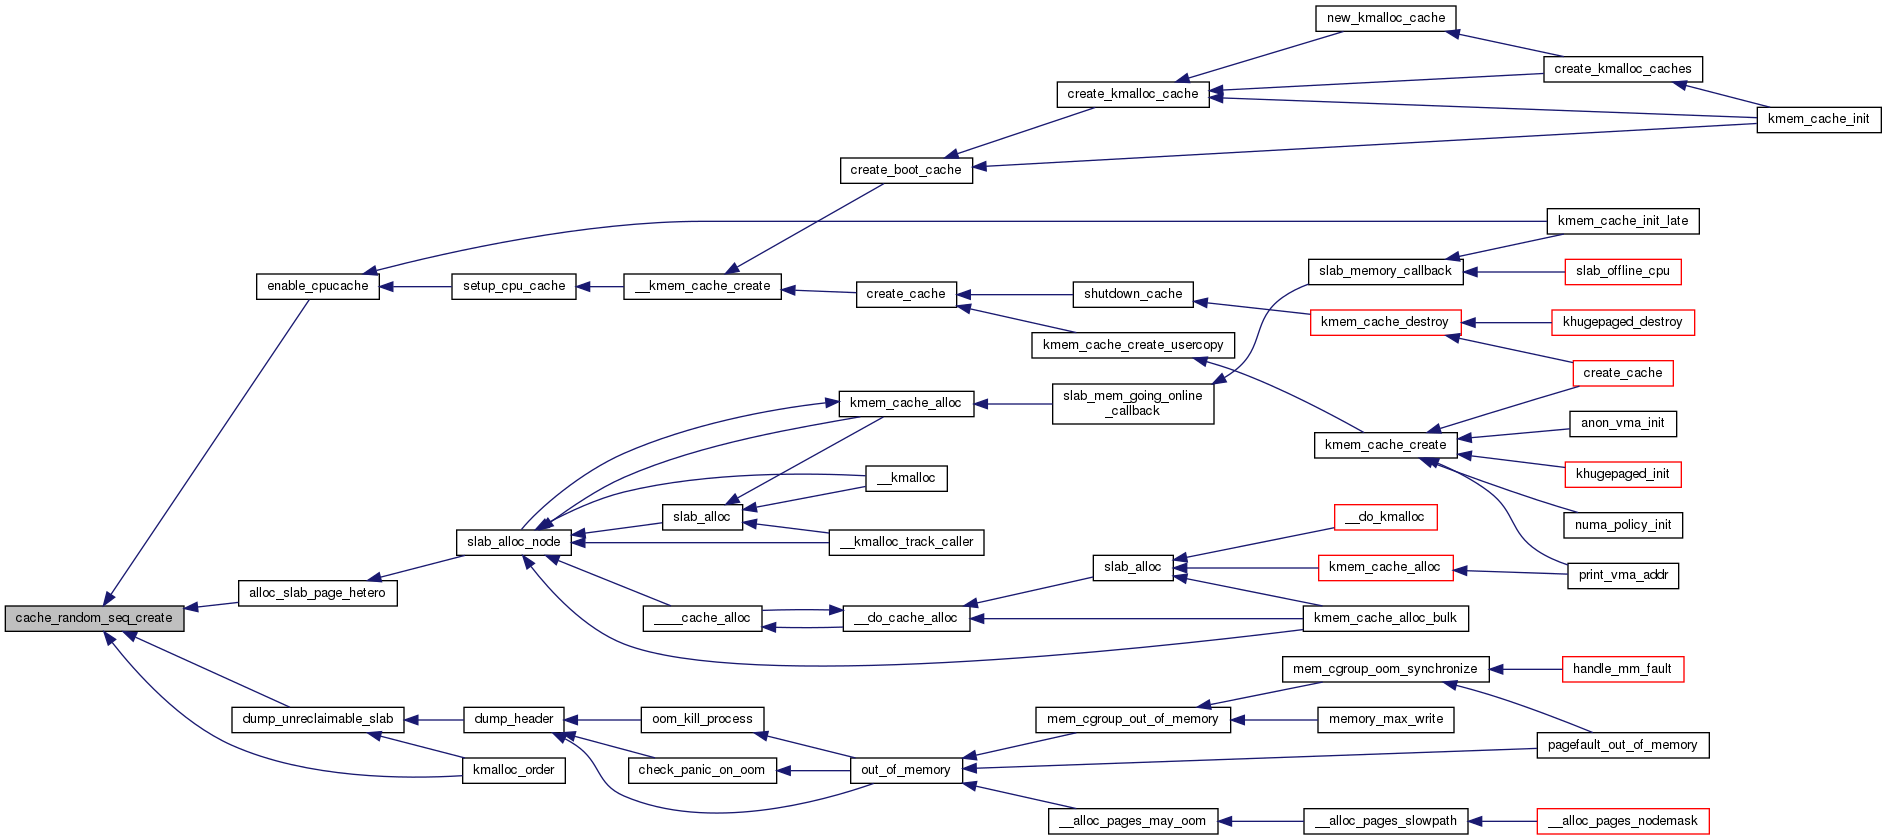 new_kmalloc_cache
create_kmalloc_caches
create_kmalloc_cache
kmem_cache_init
create_boot_cache
kmem_cache_init_late
slab_memory_callback
slab_offline_cpu
enable_cpucache
setup_cpu_cache
__kmem_cache_create
create_cache
shutdown_cache
kmem_cache_destroy
khugepaged_destroy
kmem_cache_create_usercopy
create_cache
kmem_cache_alloc
slab_mem_going_online
_callback
anon_vma_init
kmem_cache_create
khugepaged_init
__kmalloc
slab_alloc
__do_kmalloc
numa_policy_init
slab_alloc_node
__kmalloc_track_caller
slab_alloc
kmem_cache_alloc
print_vma_addr
alloc_slab_page_hetero
cache_random_seq_create
____cache_alloc
__do_cache_alloc
kmem_cache_alloc_bulk
mem_cgroup_oom_synchronize
handle_mm_fault
dump_unreclaimable_slab
dump_header
oom_kill_process
mem_cgroup_out_of_memory
memory_max_write
pagefault_out_of_memory
kmalloc_order
check_panic_on_oom
out_of_memory
__alloc_pages_may_oom
__alloc_pages_slowpath
__alloc_pages_nodemask